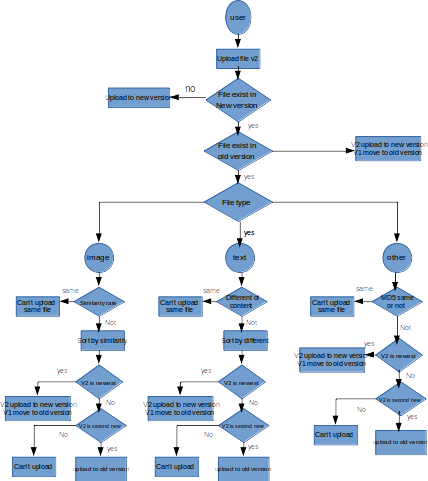 user
Upload file v2
no
Upload to new version
File exist in
New version
yes
File exist in
old version
V2 upload to new version
V1 move to old version
yes
File type
yes
image
text
other
same
Can't upload
same file
Similarity rate
same
Can't upload
same file
Different of
content
same
Can't upload
same file
MD5 same
or not
Not
Not
Not
Sort by similarity
Sort by different
yes
V2 upload to new version
V1 move to old version
V2 is newest
yes
V2 is newest
yes
V2 is newest
No
V2 upload to new version
V1 move to old version
No
V2 upload to new version
V1 move to old version
No
V2 is second new
V2 is second new
V2 is second new
No
yes
No
yes
No
yes
Can't upload
upload to old version
Can't upload
upload to old version
Can't upload
upload to old version